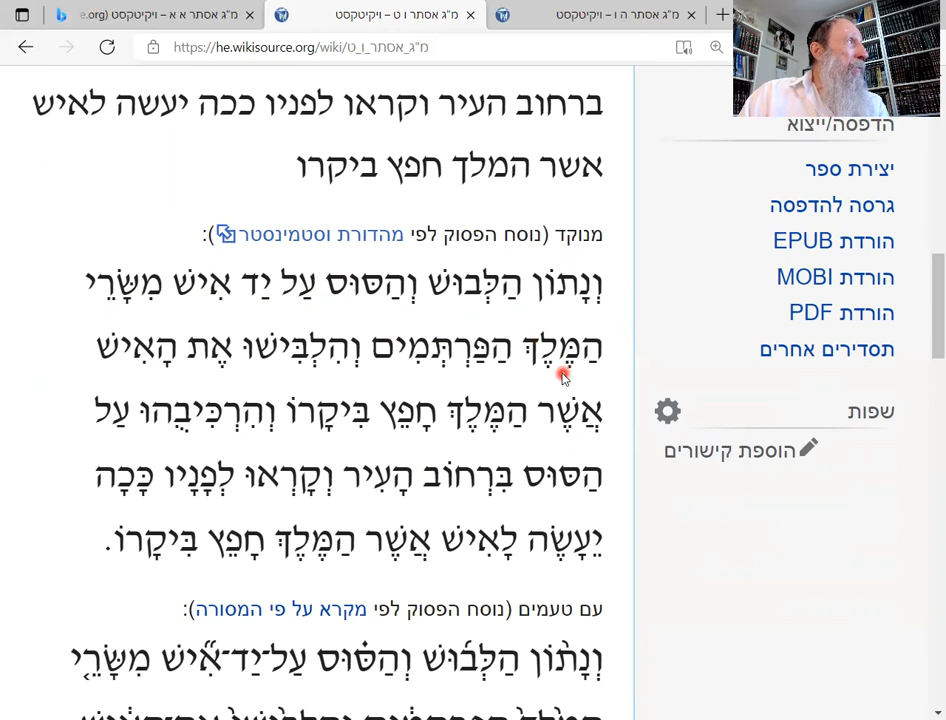 מ"ג אסתר א א – ויקיטקסט (e.org
מ"ג אסתר ו ט – ויקיטקסט
מ"ג אסתר ה ו – ויקיטקסט
https://he.wikisource.org/wiki/מ"ג_אסתר_ו_ט
ברחוב העיר וקראו לפניו ככה יעשה לאיש
אשר המלך חפץ ביקרו
מנוקד (נוסח הפסוק לפי מהדורת וסטמינסטר):
וְנָתוֹן הַלְּבוּשׁ וְהַסּוּס עַל יַד אִישׁ מִשָּׂרֵי
הַמֶּלֶךְ הַפַּרְתְּמִים וְהִלְבִּישׁוּ אֶת הָאִישׁ
אֲשֶׁר הַמֶּלֶךְ חָפֵץ בִּיקָרוֹ וְהִרְכִּיבֻהוּ עַל
הַסּוּס בִּרְחוֹב הָעִיר וְקָרְאוּ לְפָנָיו כָּכָה
יֵעָשֶׂה לָאִישׁ אֲשֶׁר הַמֶּלֶךְ חָפֵץ בִּיקָרוֹ.
עם טעמים (נוסח הפסוק לפי מקרא על פי המסורה):
וְנָת֨וֹן הַלְּב֜וּשׁ וְהַסּ֗וּס עַל־יַד־אִ֞ישׁ מִשָּׂרֵ֤י
הדפסה/ייצוא
יצירת ספר
גרסה להדפסה
הורדת EPUB
הורדת MOBI
הורדת PDF
תסדירים אחרים
שפות
הוספת קישורים